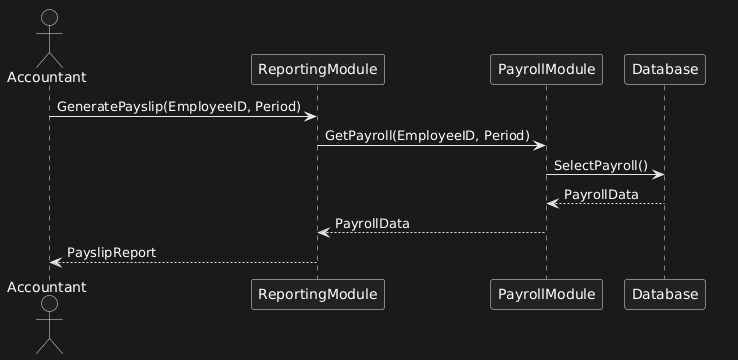 Accountant
ReportingModule
PayrollModule
Database
GeneratePayslip(EmployeeID, Period)
GetPayroll(EmployeeID, Period)
SelectPayroll()
PayrollData
PayrollData
PayslipReport
Accountant
ReportingModule
PayrollModule
Database